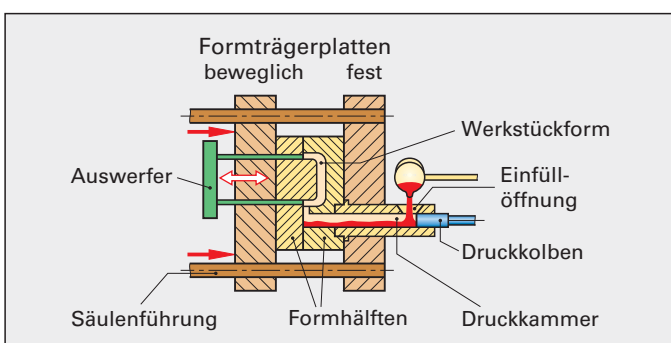 Formträgerplatten
beweglich fest
Werkstückform
Auswerfer
Einfüll-
öffnung
Druckkolben
Säulenführung
Formhälften
Druckkammer